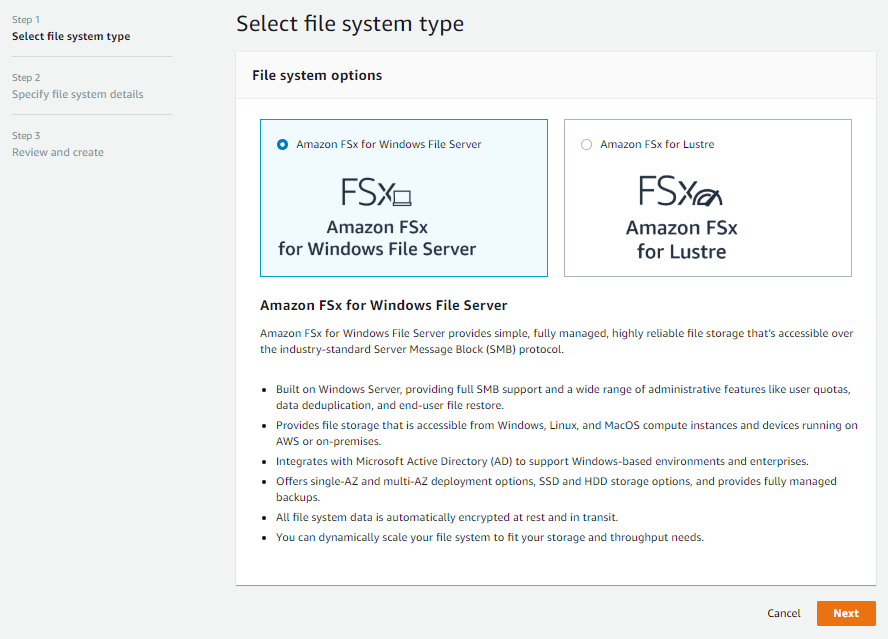 Step 1
Select file system type
Step 2
Specify file system details
Step 3
Review and create
Select file system type
File system options
Amazon FSx for Windows File Server
FSx
Amazon FSx
for Windows File Server
Amazon FSx for Lustre
FSx
Amazon FSx
for Lustre
Amazon FSx for Windows File Server
Amazon FSx for Windows File Server provides simple, fully managed, highly reliable file storage that's accessible over
the industry-standard Server Message Block (SMB) protocol.
Built on Windows Server, providing full SMB support and a wide range of administrative features like user quotas,
data deduplication, and end-user file restore.
Provides file storage that is accessible from Windows, Linux, and MacOS compute instances and devices running on
AWS or on-premises.
Integrates with Microsoft Active Directory (AD) to support Windows-based environments and enterprises.
Offers single-AZ and multi-AZ deployment options, SSD and HDD storage options, and provides fully managed
backups.
All file system data is automatically encrypted at rest and in transit.
You can dynamically scale your file system to fit your storage and throughput needs.
Cancel
Next